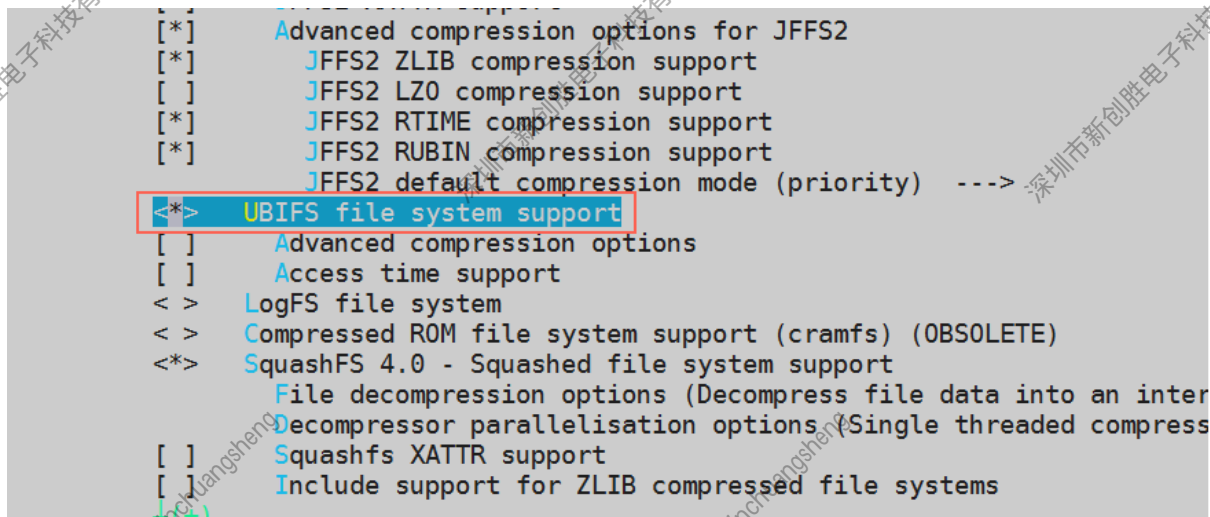 [*] Advanced compression options for JFFS2
[*] JFFS2 ZLIB compression support
[ ] JFFS2 LZO compression support
[*] JFFS2 RTIME compression support
[*] JFFS2 RUBIN compression support
JFFS2 default compression mode (priority) --->
<*> UBIFS file system support
[ ] Advanced compression options
[ ] Access time support
< > LogFS file system
< > Compressed ROM file system support (cramfs) (OBSOLETE)
<*> SquashFS 4.0 - Squashed file system support
File decompression options (Decompress file data into an inter
Decompressor parallelisation options (Single threaded compress
[ ] Squashfs XATTR support
[ ] Include support for ZLIB compressed file systems
深圳市新创胜电子科技